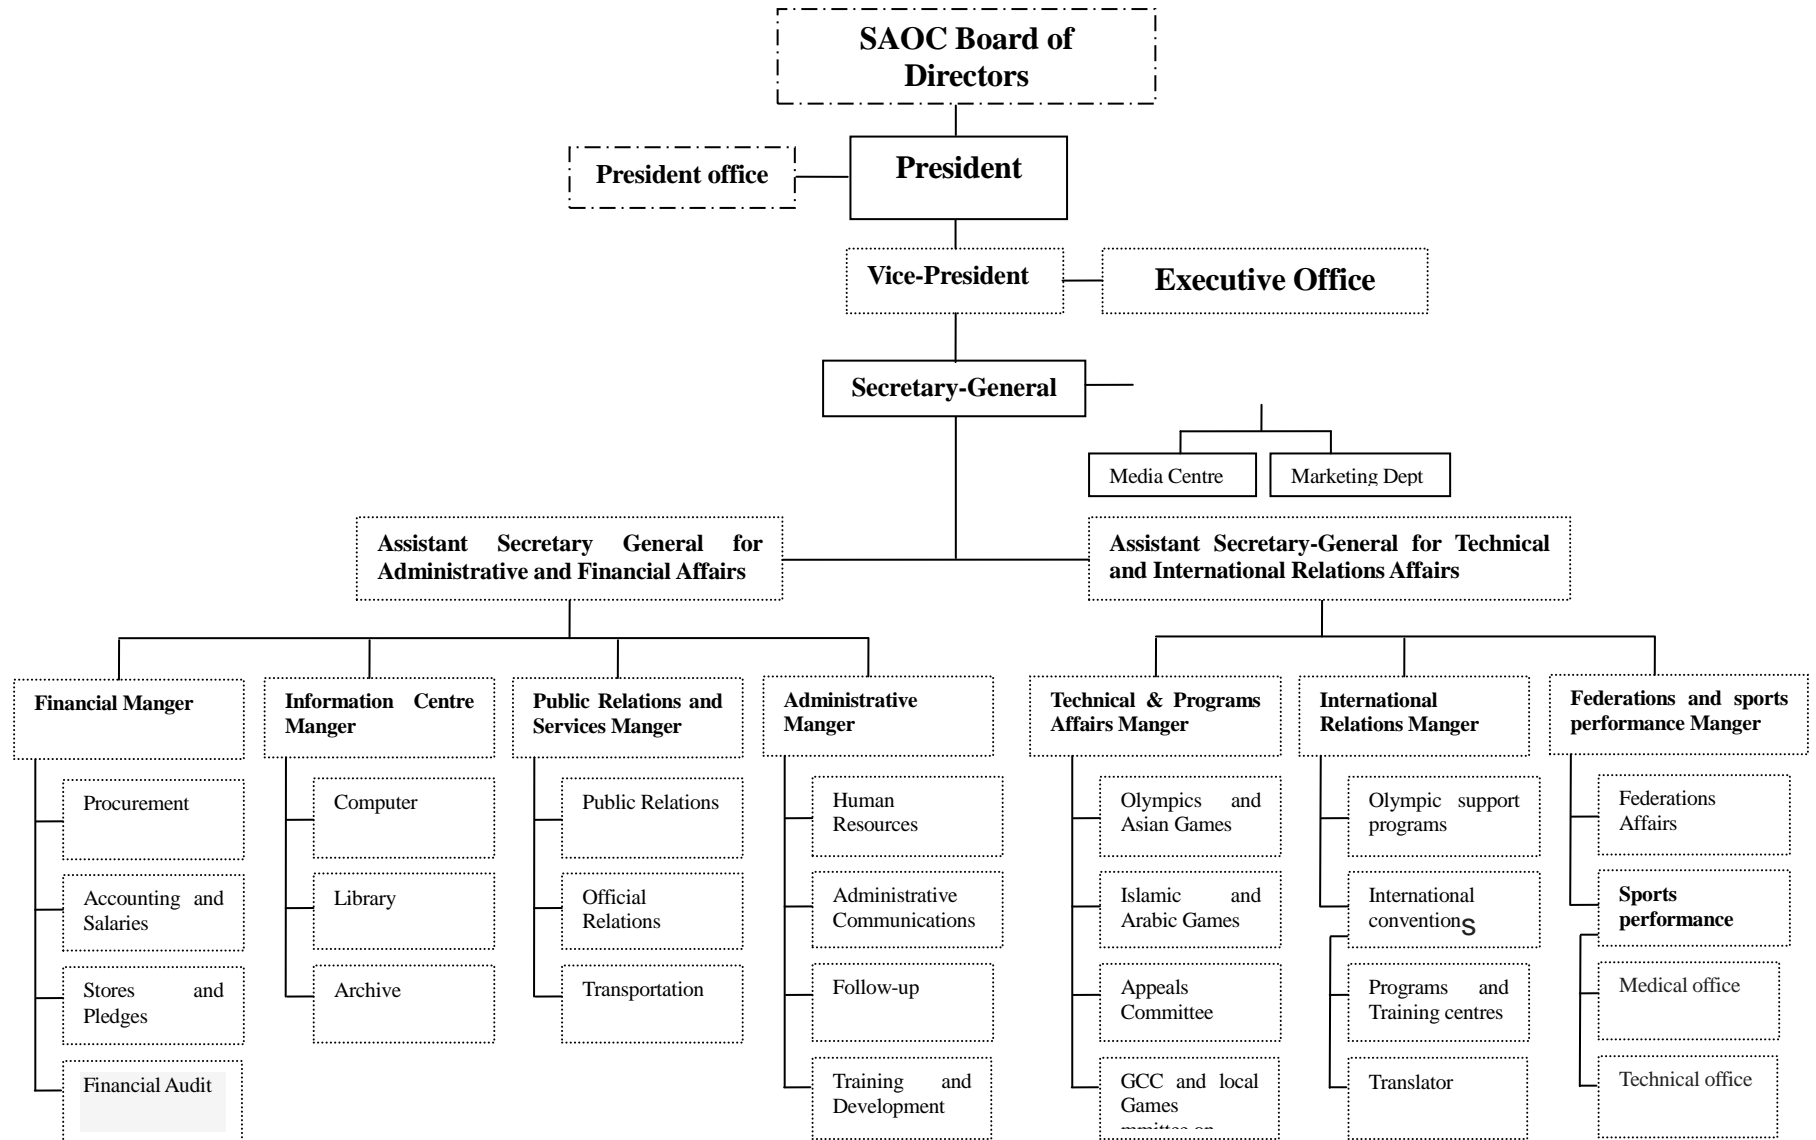 SAOC Board of
Directors
President office
President
Vice-President
Executive Office
Secretary-General
Media Centre
Marketing Dept
Assistant Secretary General for
Administrative and Financial Affairs
Assistant Secretary-General for Technical
and International Relations Affairs
Financial Manger
Information Centre
Manger
Public Relations and
Services Manger
Administrative
Manger
Technical & Programs
Affairs Manger
International
Relations Manger
Federations and sports
performance Manger
Procurement
Accounting and
Salaries
Stores and
Pledges
Financial Audit
Computer
Library
Archive
Public Relations
Official
Relations
Transportation
Human
Resources
Administrative
Communications
Follow-up
Training and
Development
Olympics and
Asian Games
Islamic and
Arabic Games
Appeals
Committee
GCC and local
Games
Olympic support
programs
International
conventions
Programs and
Training centres
Translator
Federations
Affairs
Sports
performance
Medical office
Technical office